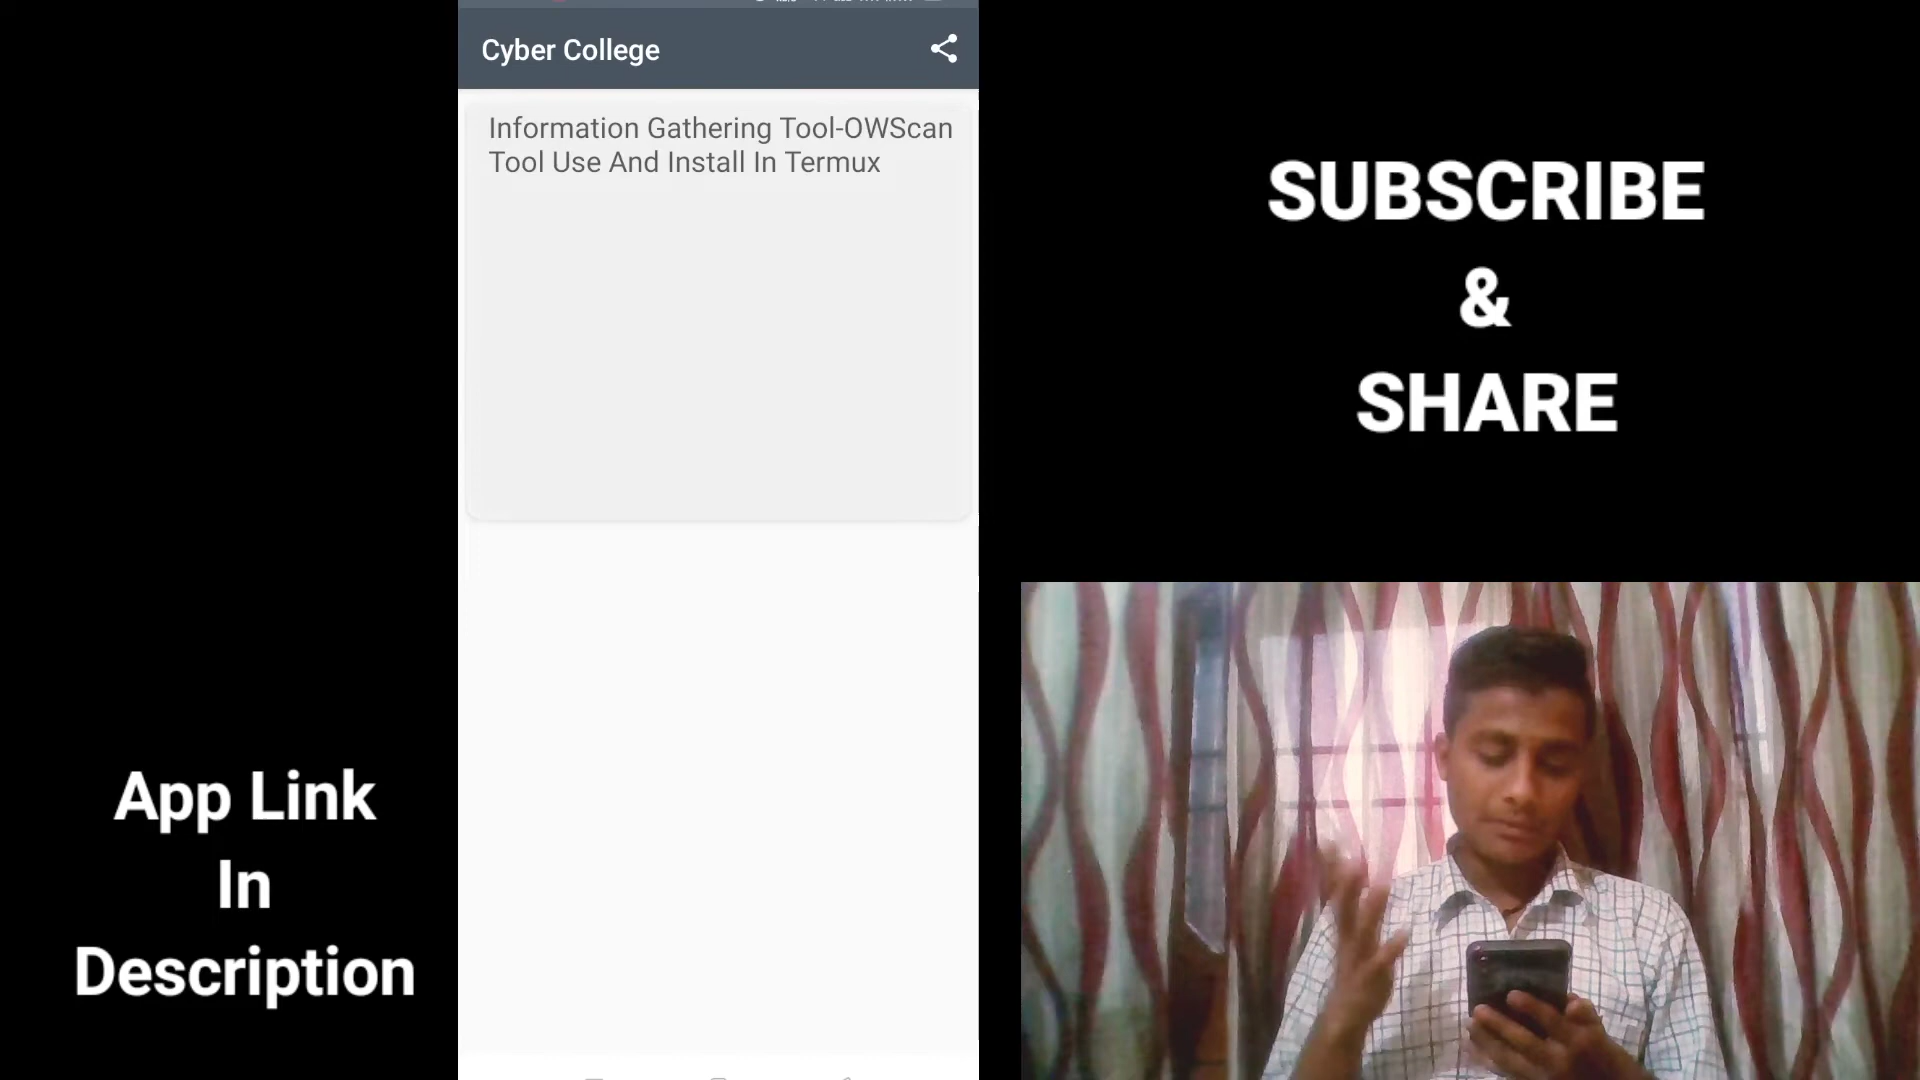 Cyber College
Information Gathering Tool-OWScan
Tool Use And Install In Termux
SUBSCRIBE
&
SHARE
App Link
In
Description